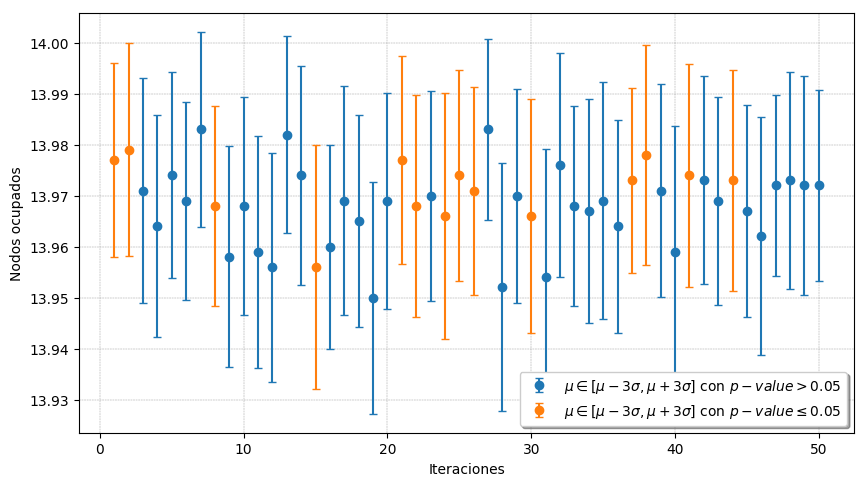 14.00
13.99
13.98
13.97
13.96
13.95
13.94
13.93
Nodos ocupados
μ ∈ [μ − 3σ, μ + 3σ] con p − value > 0.05
μ ∈ [μ − 3σ, μ + 3σ] con p − value ≤ 0.05
0 10 20 30 40 50
Iteraciones